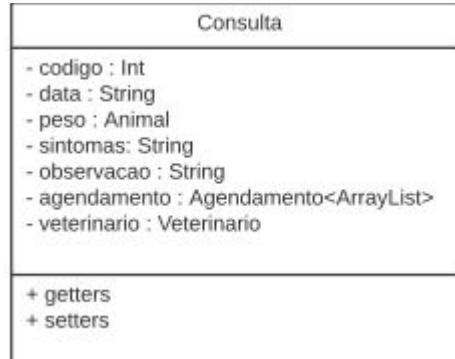 Consulta
- codigo : Int
- data : String
- peso : Animal
- sintomas: String
- observacao : String
- agendamento : Agendamento<ArrayList>
- veterinario : Veterinario
+ getters
+ setters